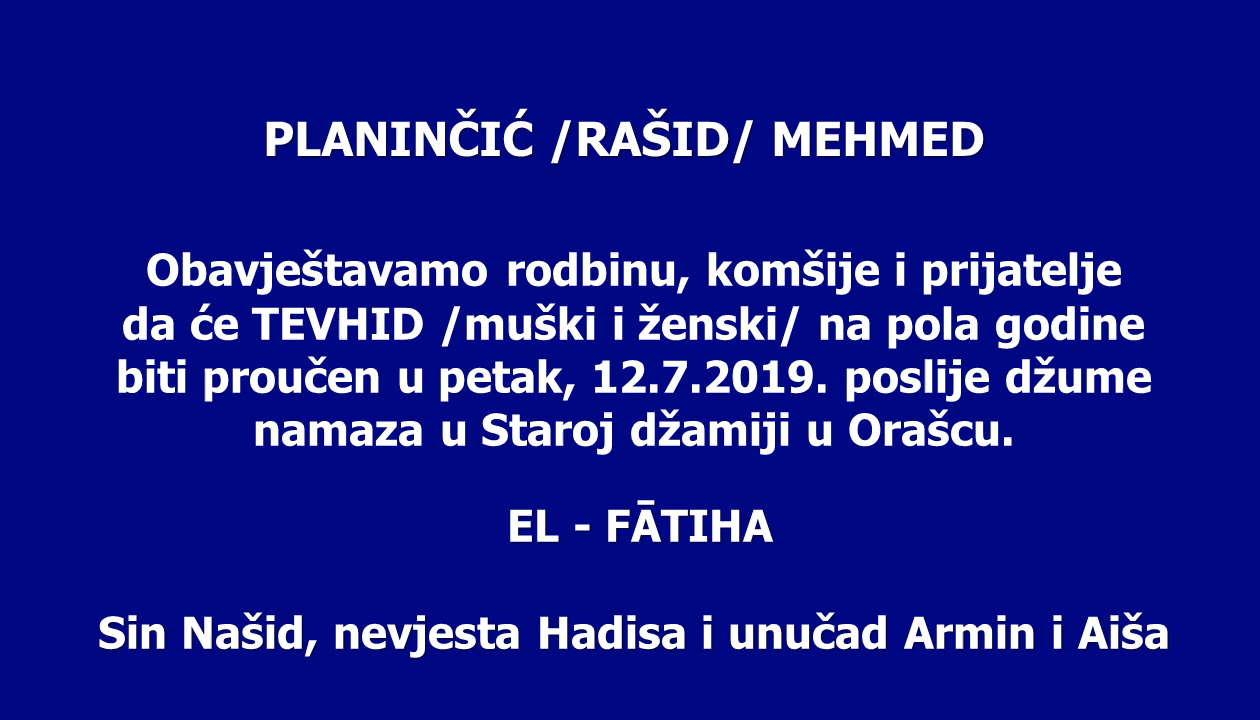 PLANINČIĆ /RAŠID/ MEHMED
Obavještavamo rodbinu, komšije i prijatelje
da će TEVHID /muški i ženski/ na pola godine
biti proučen u petak, 12.7.2019. poslije džume
namaza u Staroj džamiji u Orašcu.
EL - FĀTIHA
Sin Našid, nevjesta Hadisa i unučad Armin i Aiša